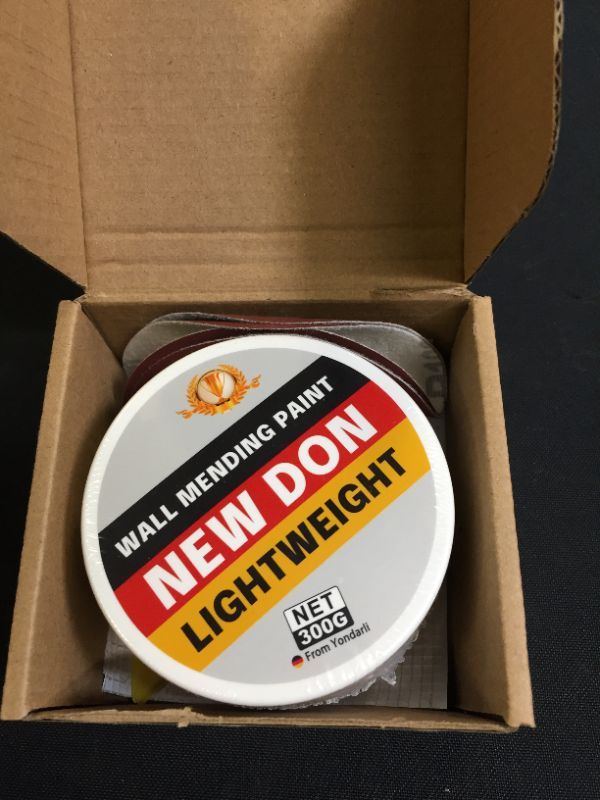 WALL MENDING PAINT
NEW DON
LIGHTWEIGHT
NET
300G
From Yondarli